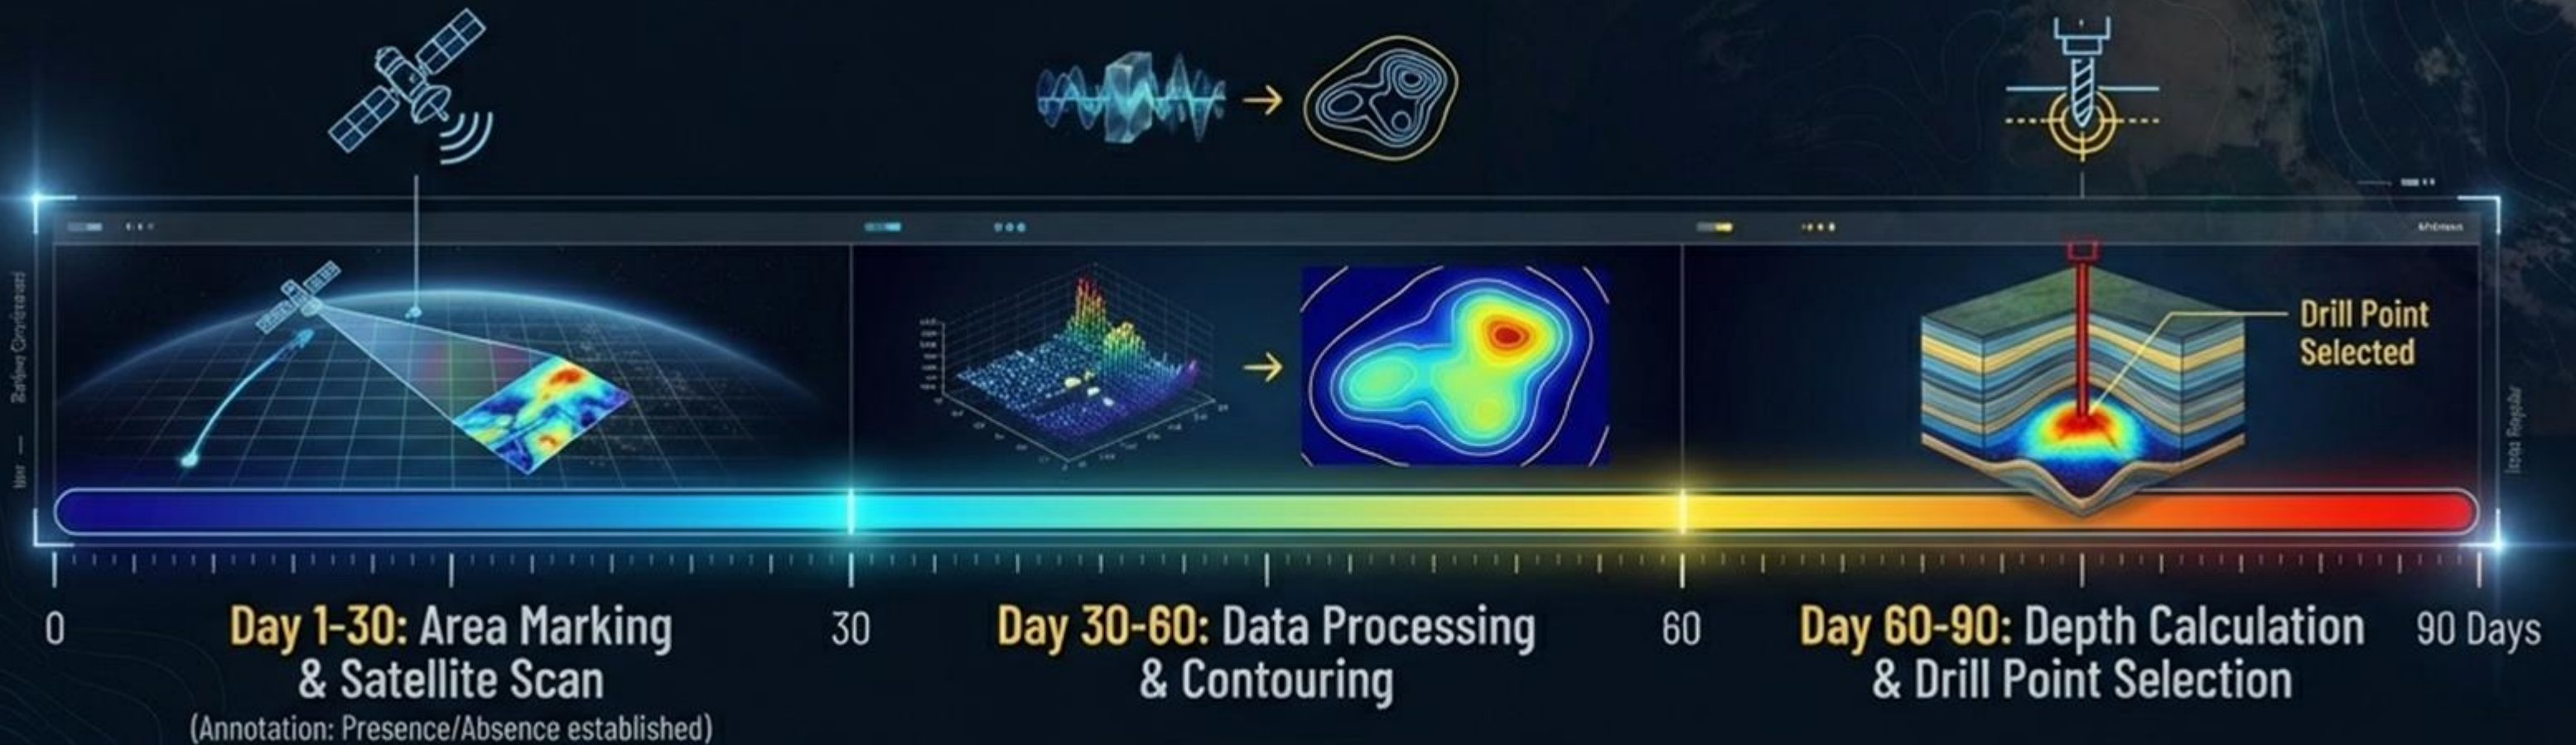 Drill Point
Selected
0
30
60
90 Days
Day 1-30: Area Marking
& Satellite Scan
(Annotation: Presence/Absence established)
Day 30-60: Data Processing
& Contouring
Day 60-90: Depth Calculation
& Drill Point Selection